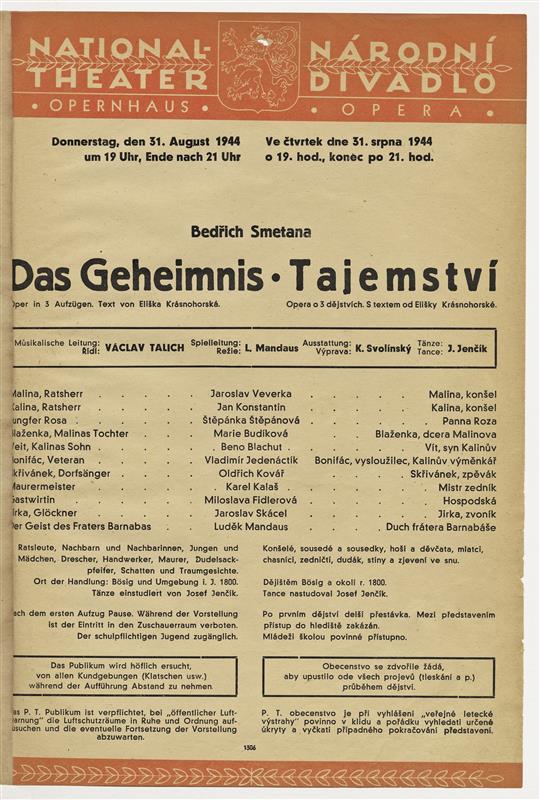 NATIONAL-
THEATER
• OPERNHAUS •
NÁRODNÍ
DIVADLO
• OPERA •
Donnerstag, den 31. August 1944
um 19 Uhr, Ende nach 21 Uhr
Ve čtvrtek dne 31. srpna 1944
o 19. hod., konec po 21. hod.
Bedřich Smetana
Das Geheimnis • Tajemství
Oper in 3 Aufzügen. Text von Eliška Krásnohorská.
Opera o 3 dějstvích. S textem od Elišky Krásnohorské.
Musikalische Leitung:
Řídí: VÁCLAV TALICH
Spielleitung:
Režie: L. Mandaus
Ausstattung:
Výprava: K. Svolinský
Tänze:
Tance: J. Jenčík
Malina, Ratsherr . . . . Jaroslav Veverka . . . . Malina, konšel
Kalina, Ratsherr . . . . Jan Konstantin . . . . Kalina, konšel
Jungfer Rosa . . . . Štěpánka Štěpánová . . . . Panna Roza
Blaženka, Malinas Tochter . . . Marie Budíková . . . Blaženka, dcera Malinova
Veit, Kalinas Sohn . . . . Beno Blachut . . . . Vít, syn Kalinův
Bonifác, Veteran . . . . Vladimír Jedenáctík . Bonifác, vysloužilec, Kalinův výměnkář
Skřivánek, Dorfsänger . . . . Oldřich Kovář . . . . Skřivánek, zpěvák
Maurermeister . . . . Karel Kalaš . . . . Mistr zedník
Gastwirtin . . . . Miloslava Fidlerová . . . . Hospodská
Jirka, Glöckner . . . . Jaroslav Skácel . . . . Jirka, zvoník
Der Geist des Fraters Barnabas . . Luděk Mandaus . . . Duch frátera Barnabáše
Ratsleute, Nachbarn und Nachbarinnen, Jungen und
Mädchen, Drescher, Handwerker, Maurer, Dudelsack-
pfeifer, Schatten und Traumgesichte.
Ort der Handlung: Bösig und Umgebung i. J. 1800.
Tänze einstudiert von Josef Jenčík.
Konšelé, sousedé a sousedky, hoši a děvčata, mlatci,
chasníci, zedničtí, dudák, stíny a zjevení ve snu.
Dějištěm Bösig a okolí r. 1800.
Tance nastudoval Josef Jenčík.
Nach dem ersten Aufzug Pause. Während der Vorstellung
ist der Eintritt in den Zuschauerraum verboten.
Der schulpflichtigen Jugend zugänglich.
Po prvním dějství delší přestávka. Mezi představením
přístup do hlediště zakázán.
Mládeži školou povinné přístupno.
Das Publikum wird höflich ersucht,
von allen Kundgebungen (Klatschen usw.)
während der Aufführung Abstand zu nehmen.
Obecenstvo se zdvořile žádá,
aby upustilo ode všech projevů (tleskání a p.)
průběhem dějství.
Das P. T. Publikum ist verpflichtet, bei „öffentlicher Luft-
warnung" die Luftschutzräume in Ruhe und Ordnung auf-
zusuchen und die eventuelle Fortsetzung der Vorstellung
abzuwarten.
P. T. obecenstvo je při vyhlášení „veřejné letecké
výstrahy" povinno v klidu a pořádku vyhledati určené
úkryty a vyčkati případného pokračování představení.
1306